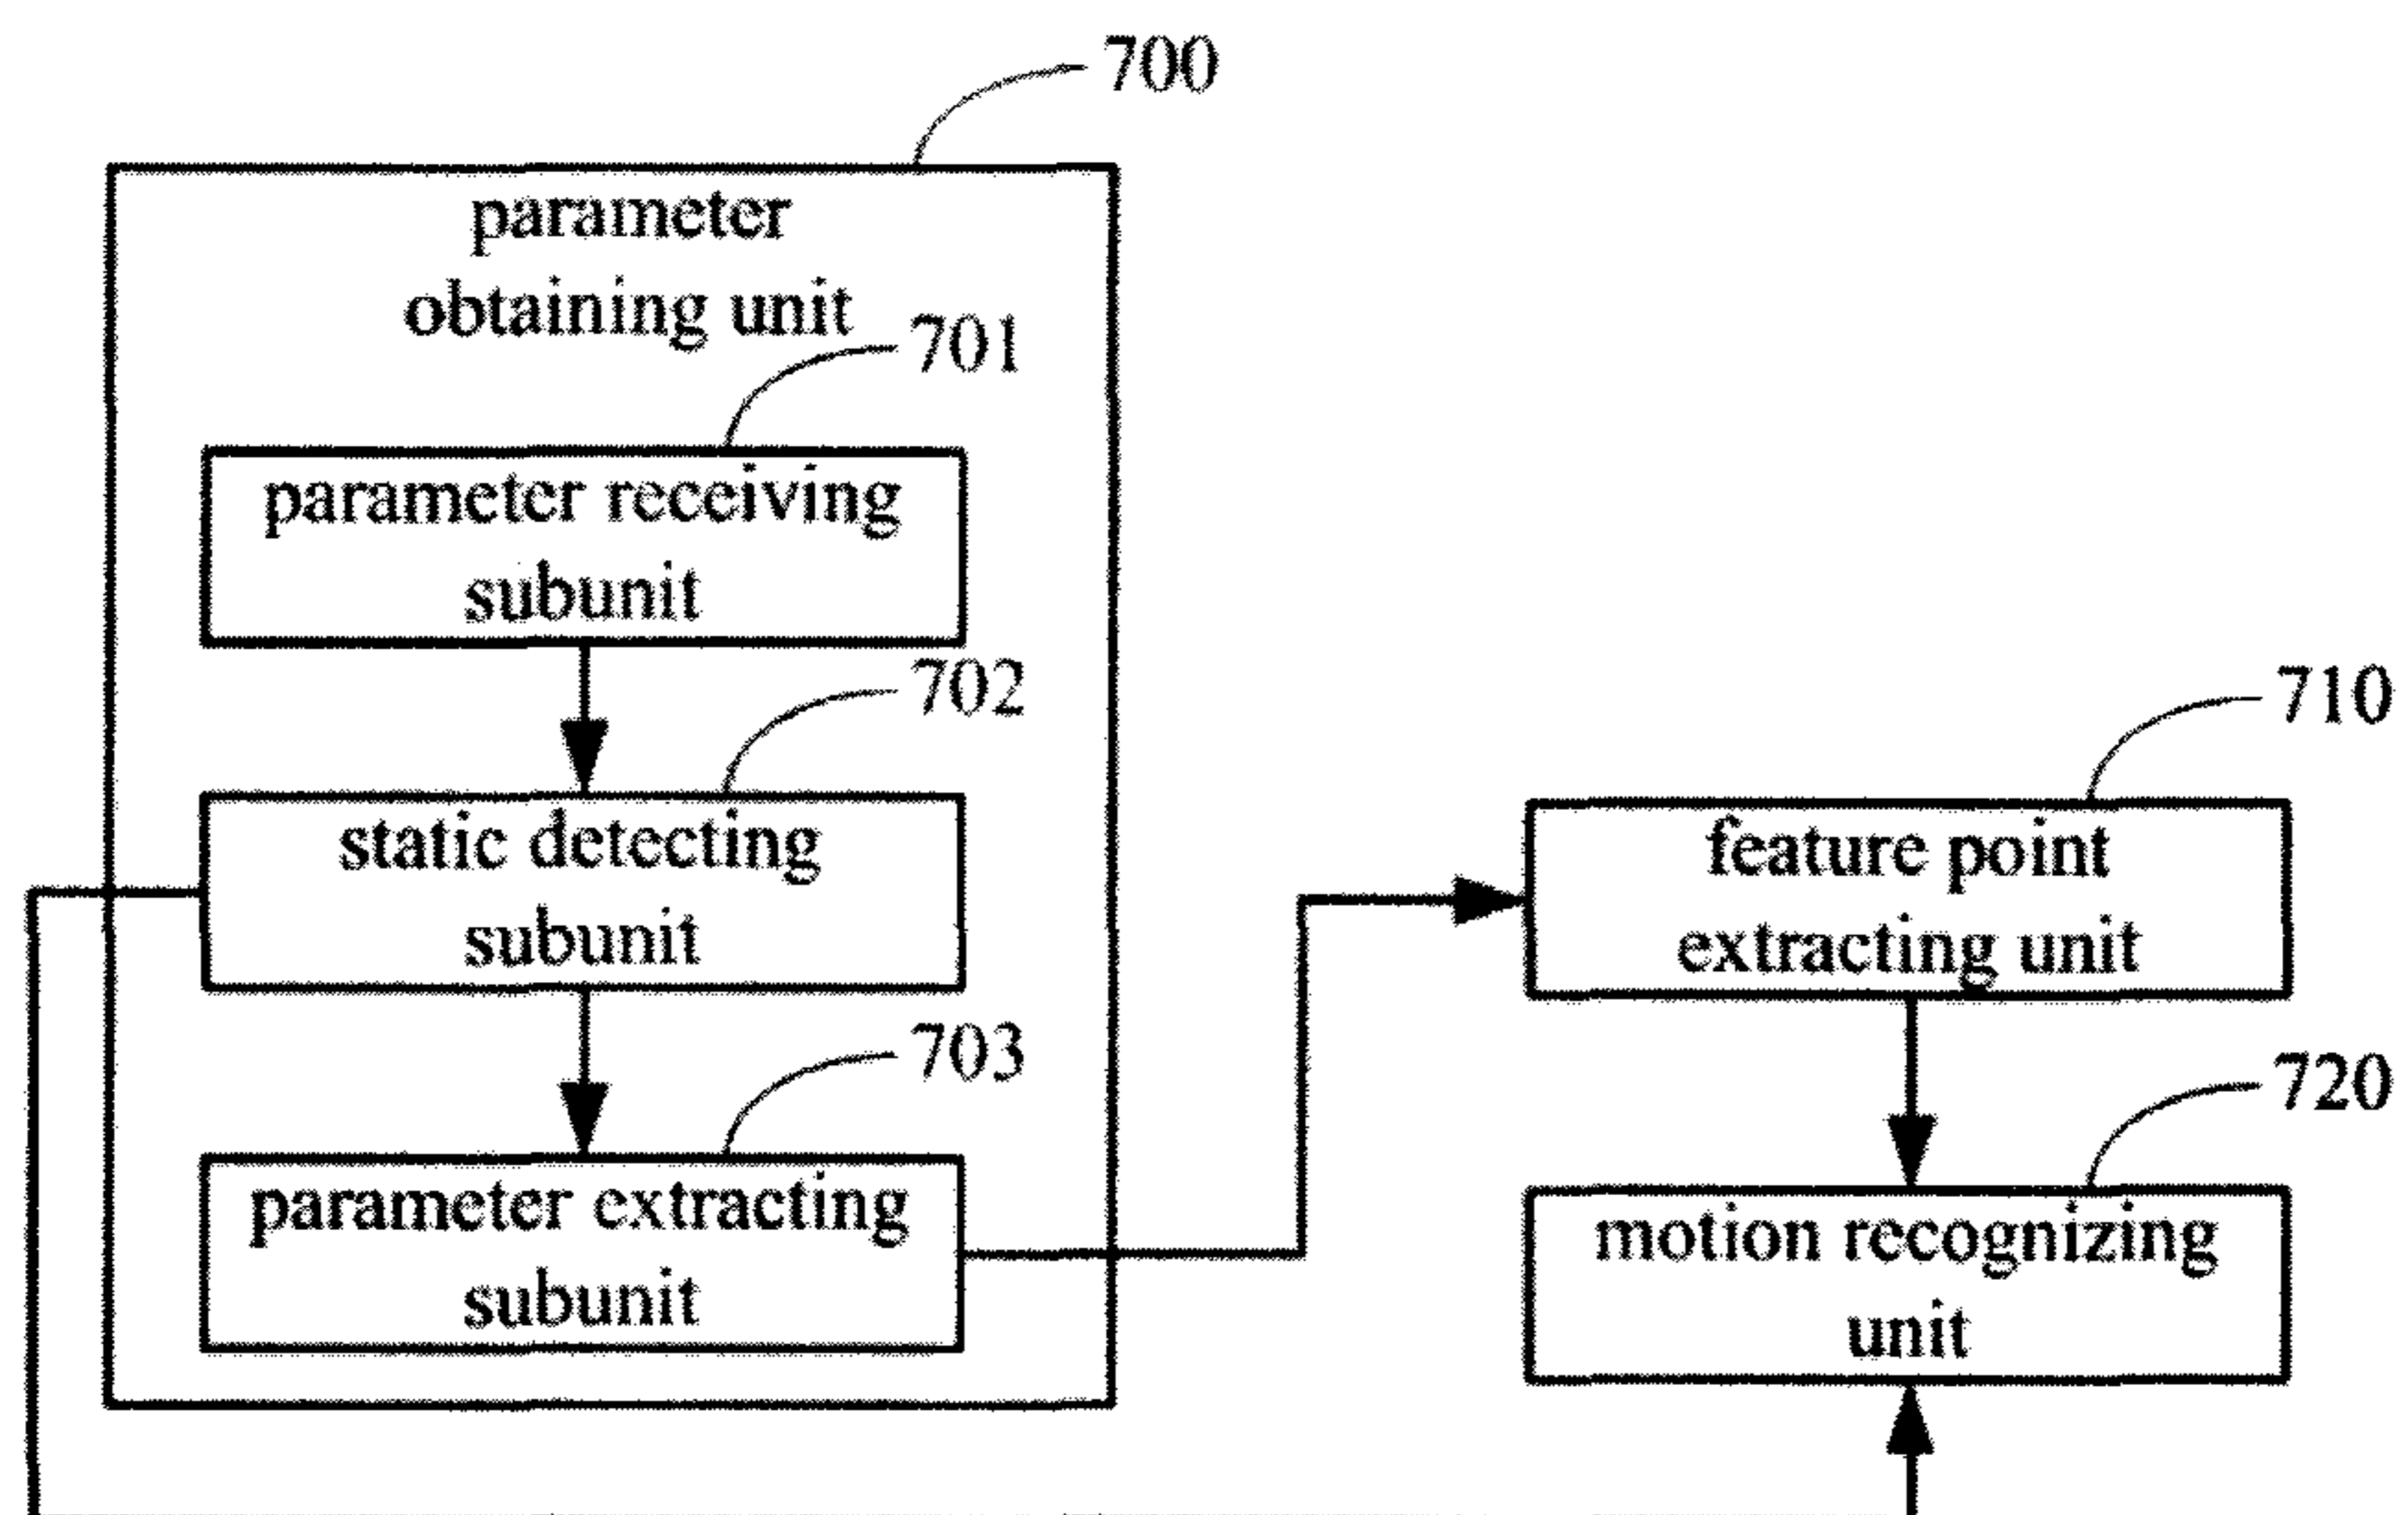 700
parameter
obtaining unit
701
parameter receiving
subunit
702
static detecting
subunit
703
parameter extracting
subunit
710
feature point
extracting unit
720
motion recognizing
unit